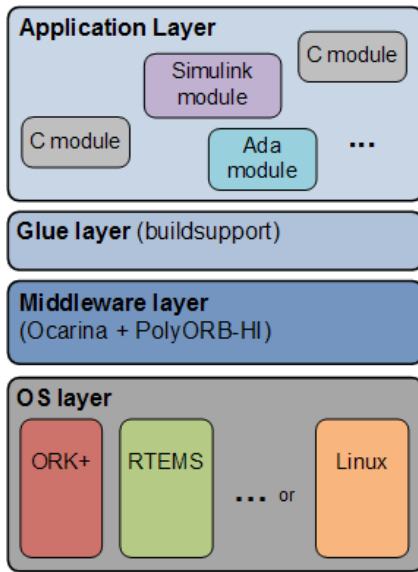 Application Layer
C module
Simulink
module
C module
Ada
module
...
Glue layer (buildsupport)
Middleware layer
(Ocarina + PolyORB-HI)
OS layer
ORK+
RTEMS
... or
Linux